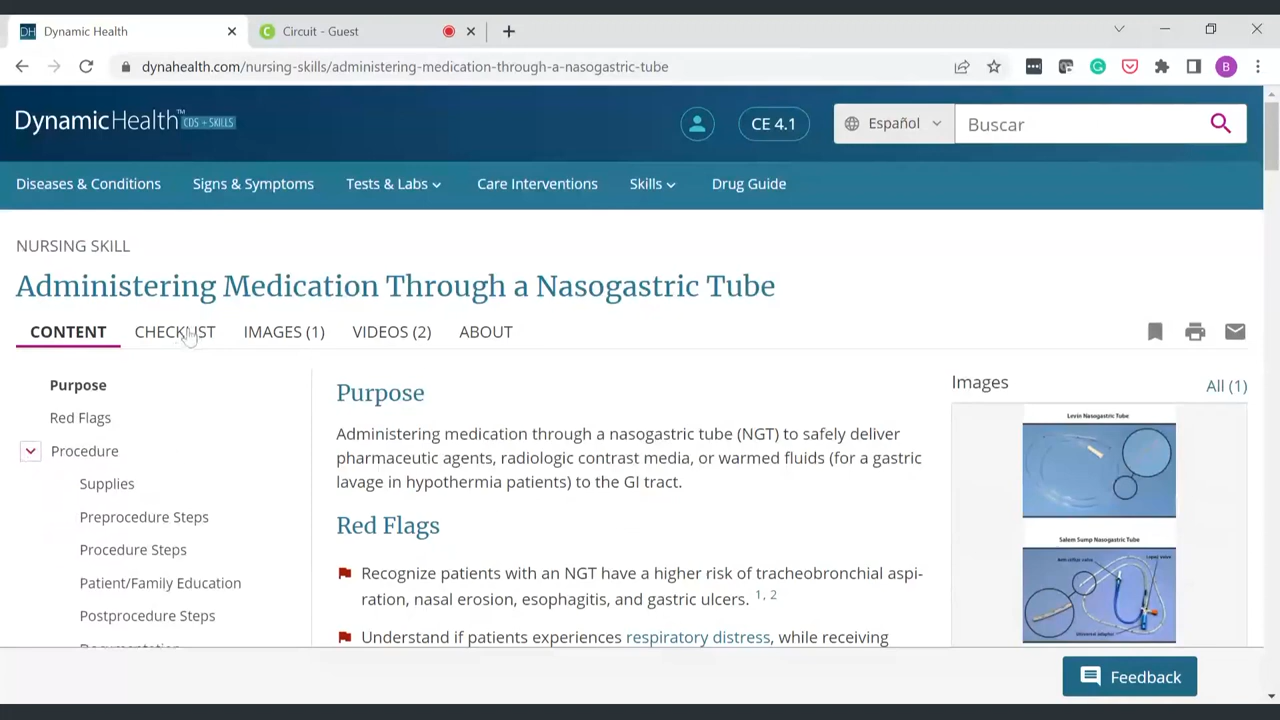 DH Dynamic Health
C Circuit - Guest
dynahealth.com/nursing-skills/administering-medication-through-a-nasogastric-tube
B
DynamicHealth™ CDS + SKILLS
CE 4.1
Español
Buscar
Diseases & Conditions Signs & Symptoms Tests & Labs Care Interventions Skills Drug Guide
NURSING SKILL
Administering Medication Through a Nasogastric Tube
CONTENT CHECKLIST IMAGES (1) VIDEOS (2) ABOUT
Purpose
Red Flags
Procedure
Supplies
Preprocedure Steps
Procedure Steps
Patient/Family Education
Postprocedure Steps
Documentation
Purpose
Administering medication through a nasogastric tube (NGT) to safely deliver
pharmaceutic agents, radiologic contrast media, or warmed fluids (for a gastric
lavage in hypothermia patients) to the GI tract.
Red Flags
Recognize patients with an NGT have a higher risk of tracheobronchial aspi-
ration, nasal erosion, esophagitis, and gastric ulcers. 1, 2
Understand if patients experiences respiratory distress, while receiving
Images
All (1)
Levin Nasogastric Tube
Salem Sump Nasogastric Tube
Feedback